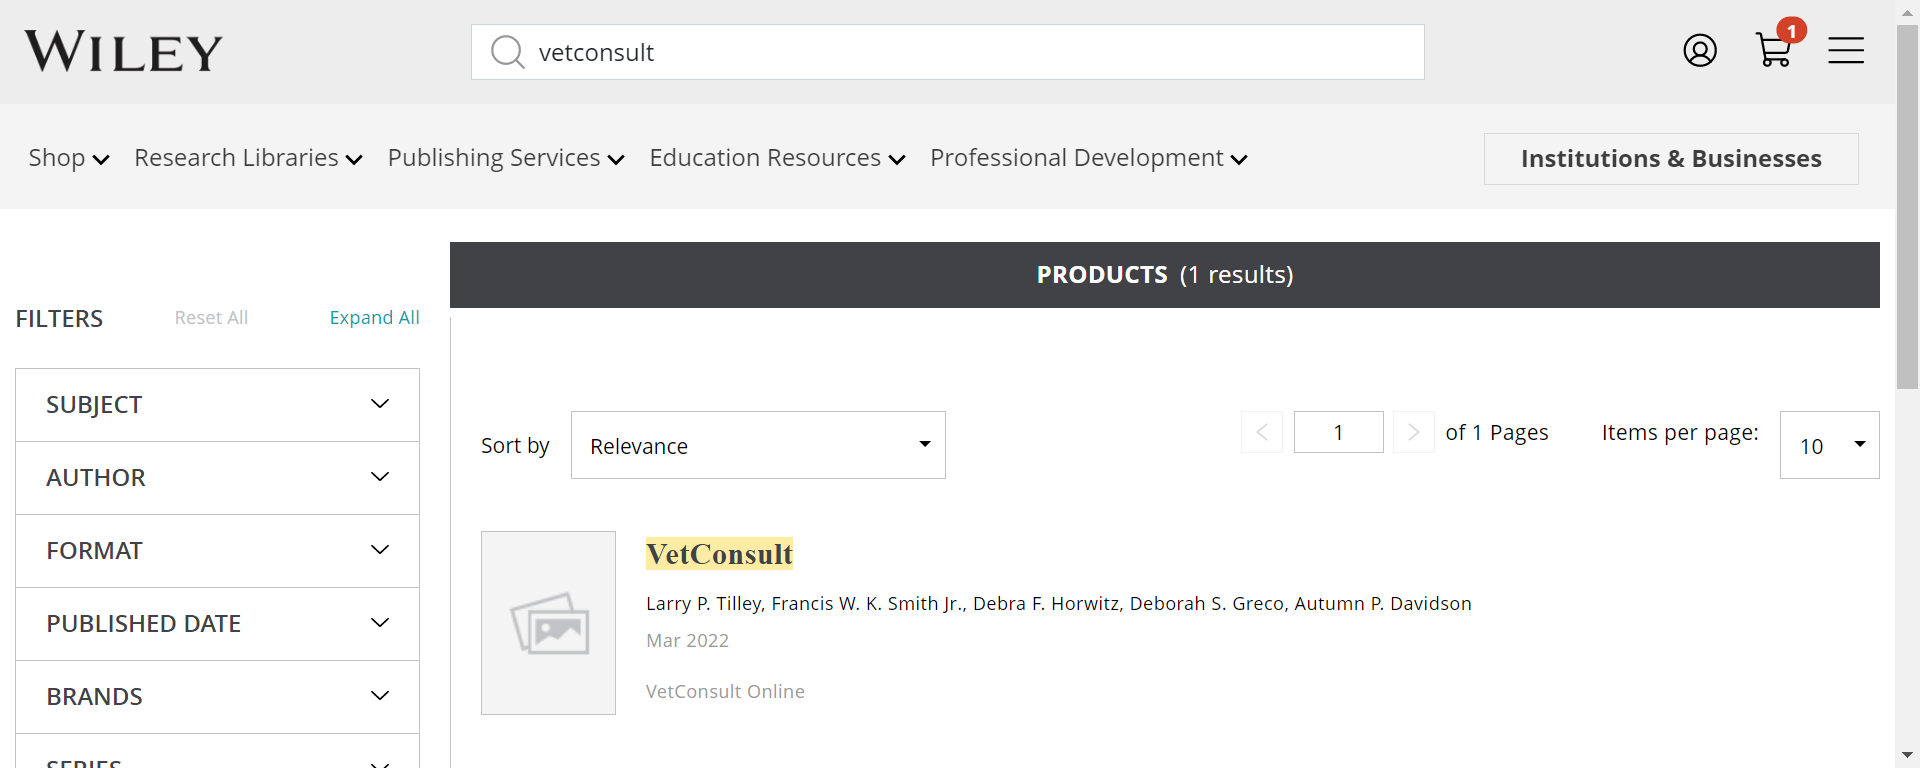 WILEY
vetconsult
1
Shop
Research Libraries
Publishing Services
Education Resources
Professional Development
Institutions & Businesses
PRODUCTS (1 results)
FILTERS
Reset All
Expand All
SUBJECT
AUTHOR
FORMAT
PUBLISHED DATE
BRANDS
SERIES
Sort by
Relevance
1
of 1 Pages
Items per page:
10
VetConsult
Larry P. Tilley, Francis W. K. Smith Jr., Debra F. Horwitz, Deborah S. Greco, Autumn P. Davidson
Mar 2022
VetConsult Online